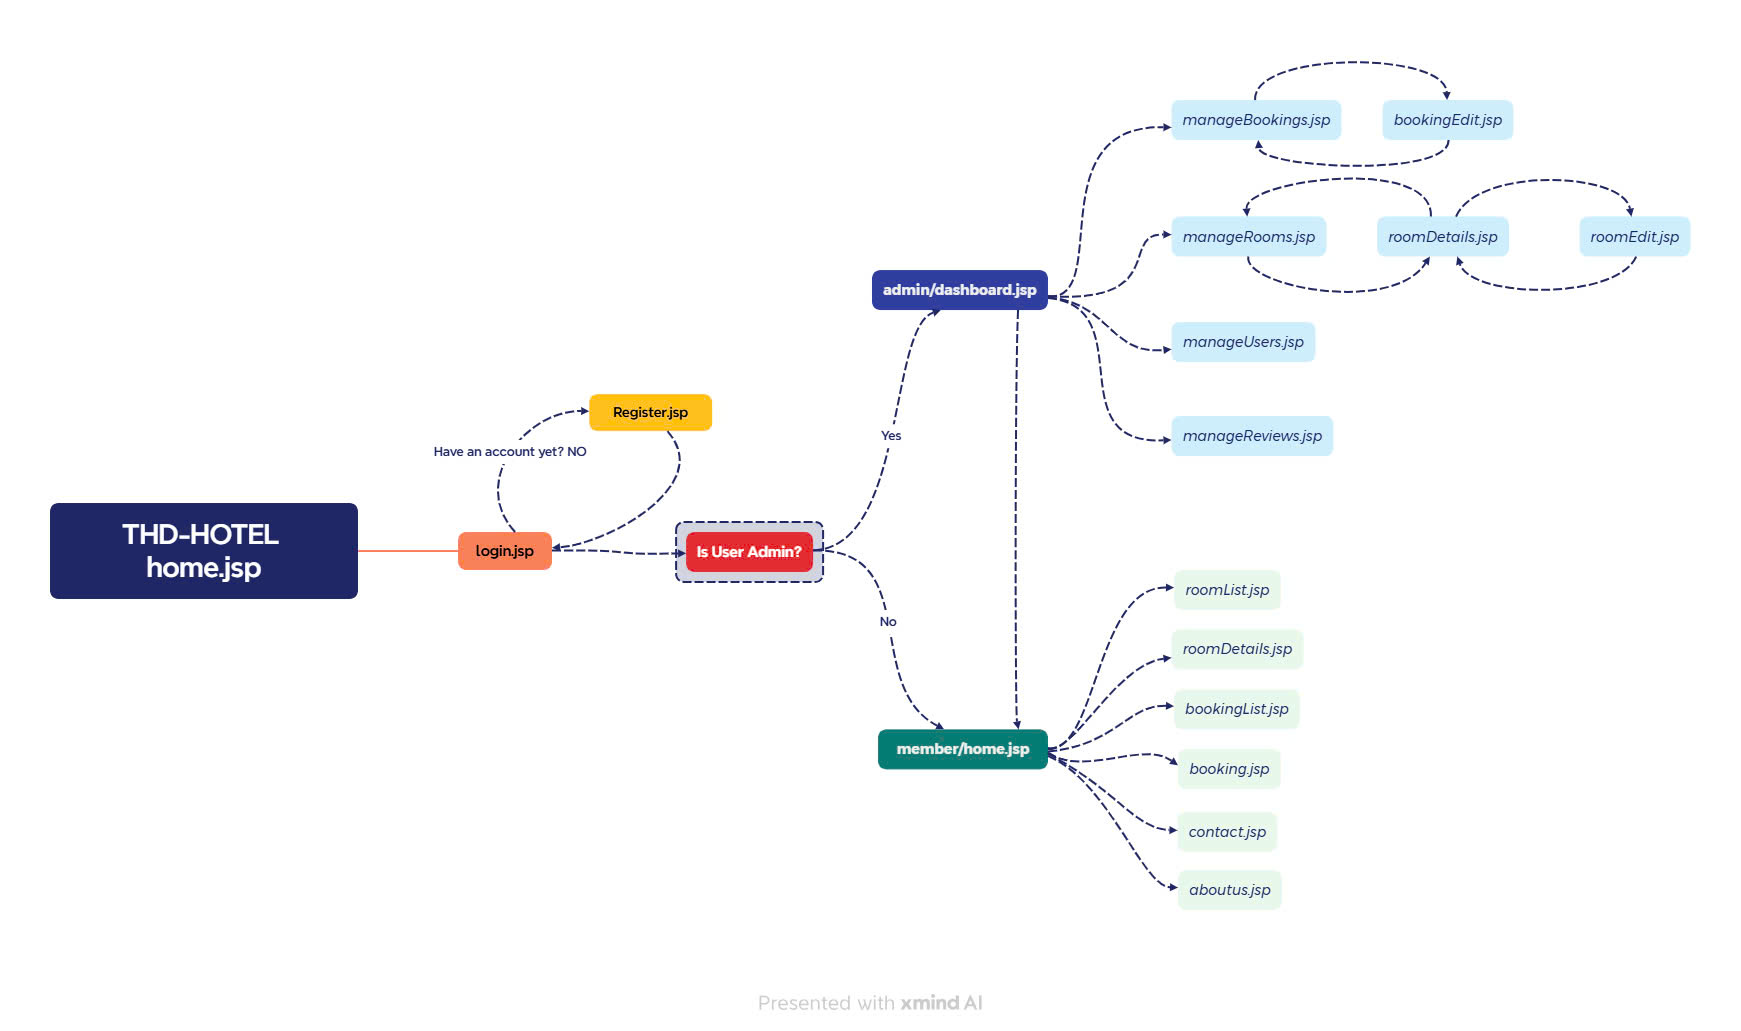 THD-HOTEL
home.jsp
login.jsp
Have an account yet? NO
Register.jsp
Is User Admin?
Yes
No
admin/dashboard.jsp
manageBookings.jsp
bookingEdit.jsp
manageRooms.jsp
roomDetails.jsp
roomEdit.jsp
manageUsers.jsp
manageReviews.jsp
member/home.jsp
roomList.jsp
roomDetails.jsp
bookingList.jsp
booking.jsp
contact.jsp
aboutus.jsp
Presented with xmind AI